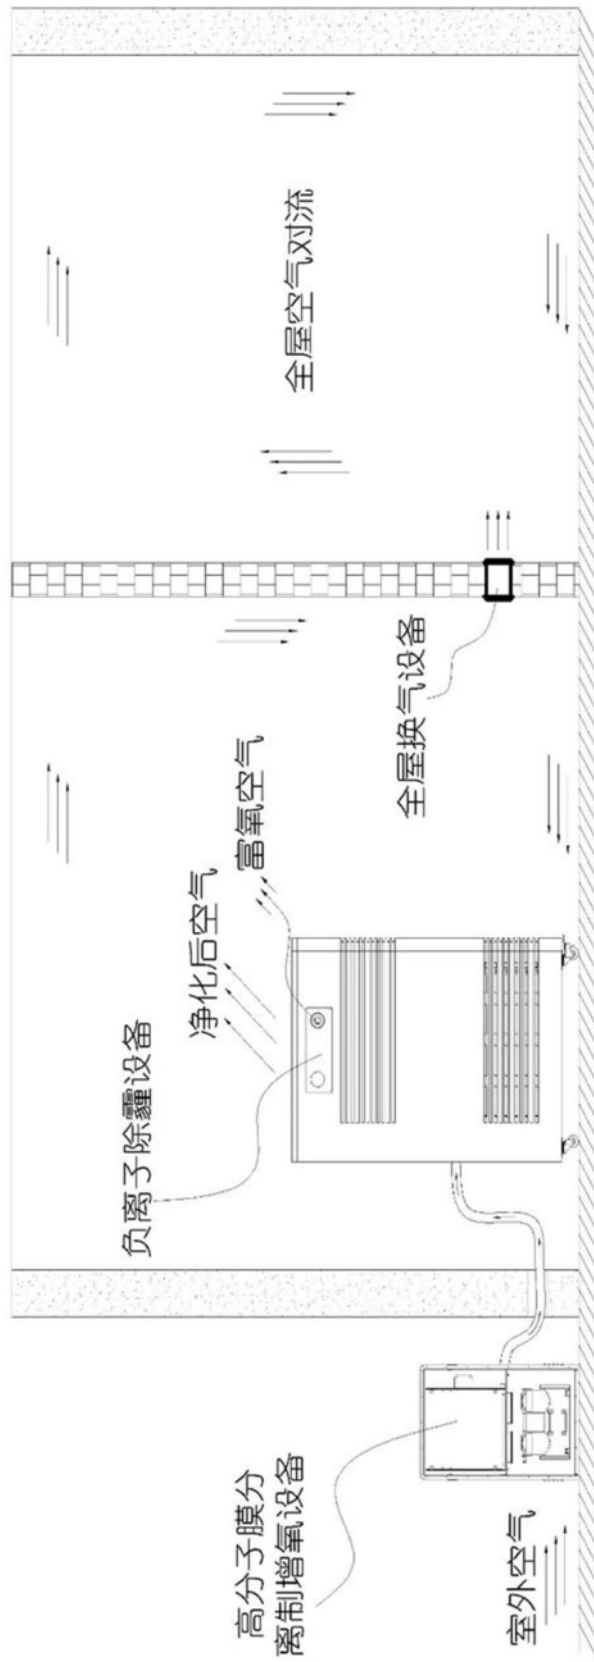 高分子膜分
离制增氧设备
室外空气
负离子除霾设备
净化后空气
富氧空气
全屋换气设备
全屋空气对流